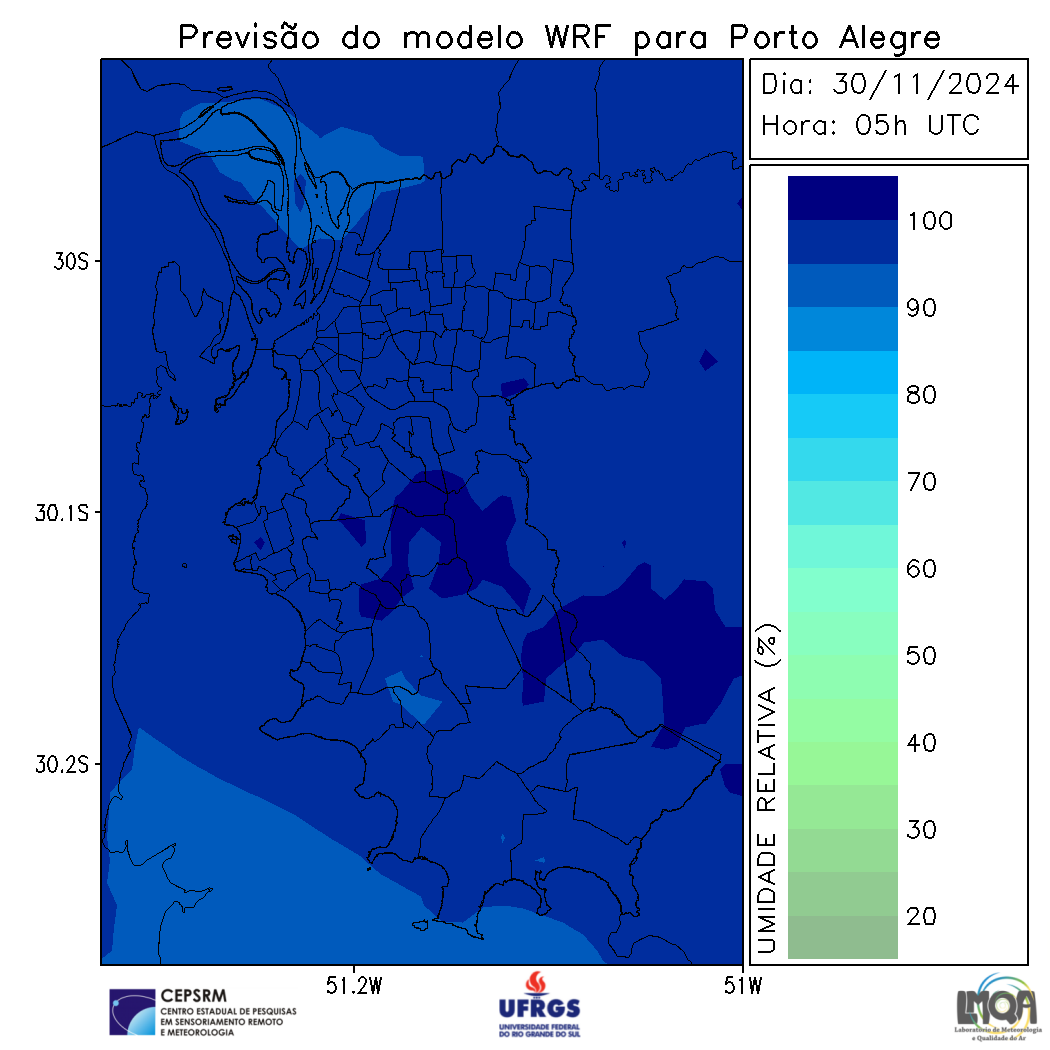 Previsão do modelo WRF para Porto Alegre
Dia: 30/11/2024
Hora: 05h UTC
100
90
80
70
60
50
40
30
20
UMIDADE RELATIVA (%)
30S
30.1S
30.2S
51.2W
51W
CEPSRM
CENTRO ESTADUAL DE PESQUISAS
EM SENSORIAMENTO REMOTO
E METEOROLOGIA
UFRGS
UNIVERSIDADE FEDERAL
DO RIO GRANDE DO SUL
LMQA
Laboratório de Meteorologia
e Qualidade do Ar